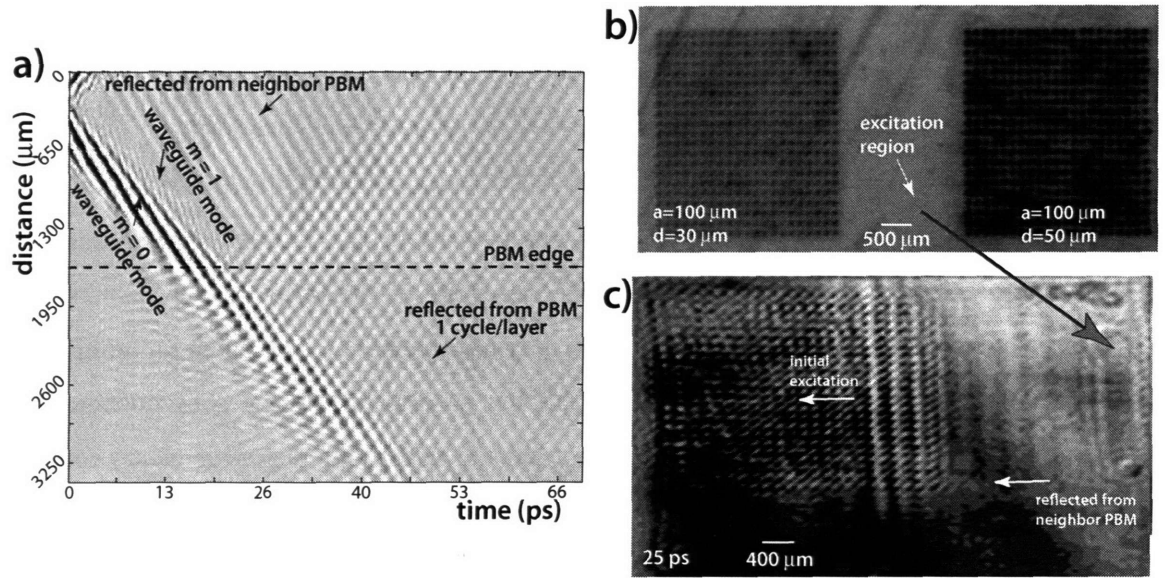 a)
0
650
1300
1950
2600
3250
distance (μm)
reflected from neighbor PBM
m = 1
waveguide mode
m = 0
waveguide mode
PBM edge
reflected from PBM
1 cycle/layer
0
13
26
40
53
66
time (ps)
b)
excitation
region
a=100 μm
d=30 μm
500 μm
a=100 μm
d=50 μm
c)
initial
excitation
reflected from
neighbor PBM
25 ps
400 μm